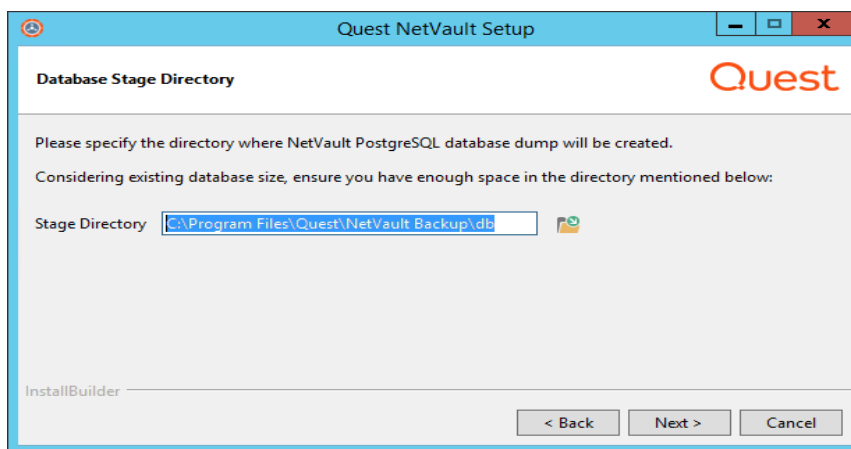 Quest NetVault Setup
Database Stage Directory
Quest
Please specify the directory where NetVault PostgreSQL database dump will be created.
Considering existing database size, ensure you have enough space in the directory mentioned below:
Stage Directory C:\Program Files\Quest\NetVault Backup\db
InstallBuilder
< Back Next > Cancel